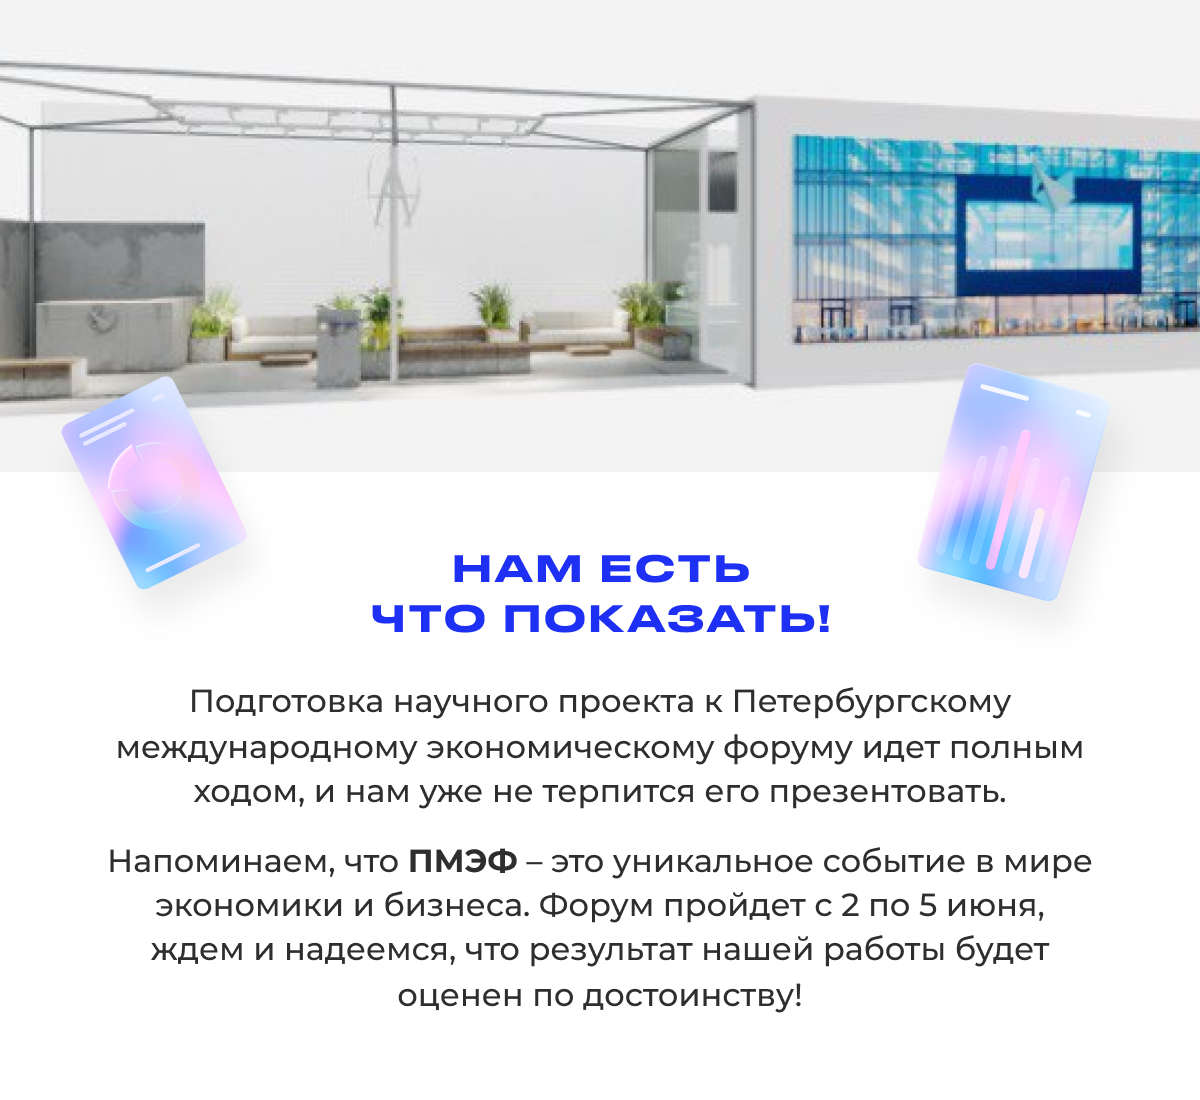 НАМ ЕСТЬ
ЧТО ПОКАЗАТЬ!
Подготовка научного проекта к Петербургскому
международному экономическому форуму идет полным
ходом, и нам уже не терпится его презентовать.
Напоминаем, что ПМЭФ – это уникальное событие в мире
экономики и бизнеса. Форум пройдет с 2 по 5 июня,
ждем и надеемся, что результат нашей работы будет
оценен по достоинству!